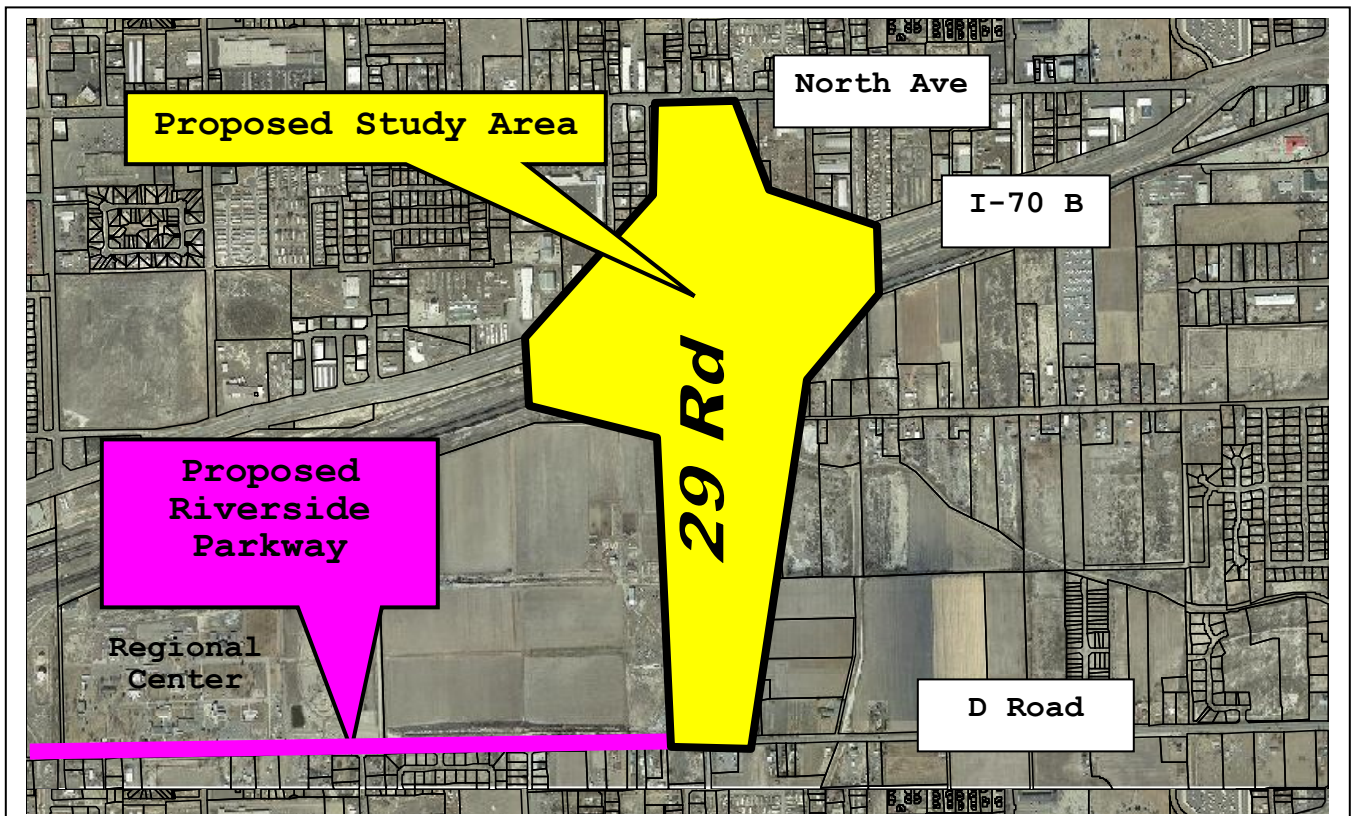 North Ave
Proposed Study Area
I-70 B
29 Rd
Proposed
Riverside
Parkway
Regional
Center
D Road